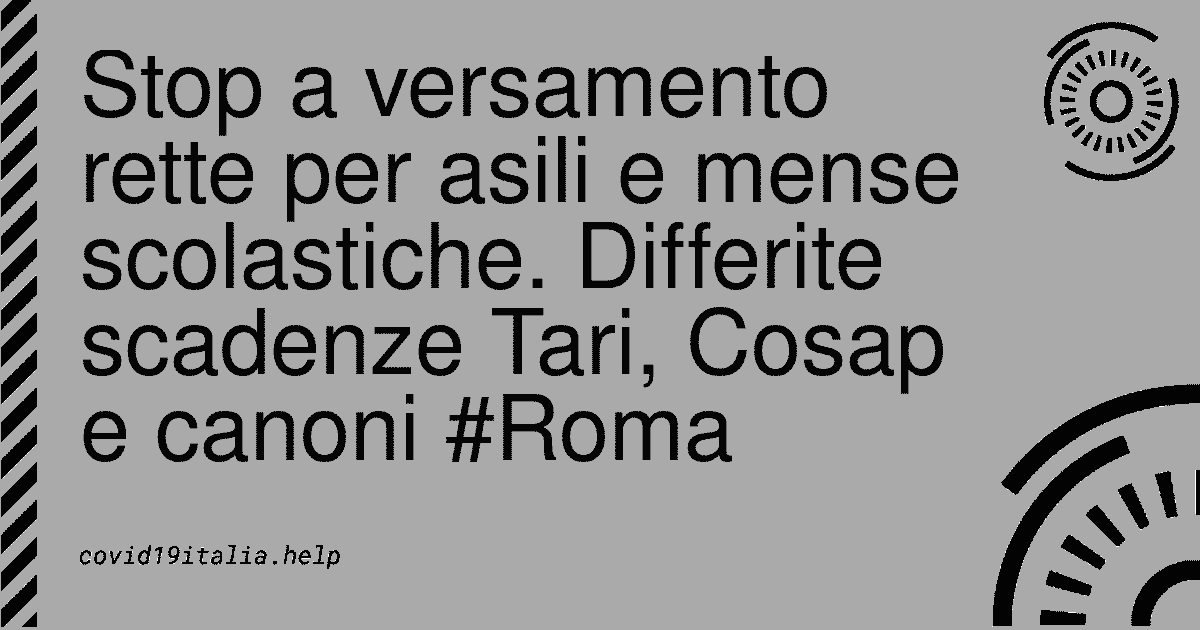 Stop a versamento
rette per asili e mense
scolastiche. Differite
scadenze Tari, Cosap
e canoni #Roma
covid19italia.help